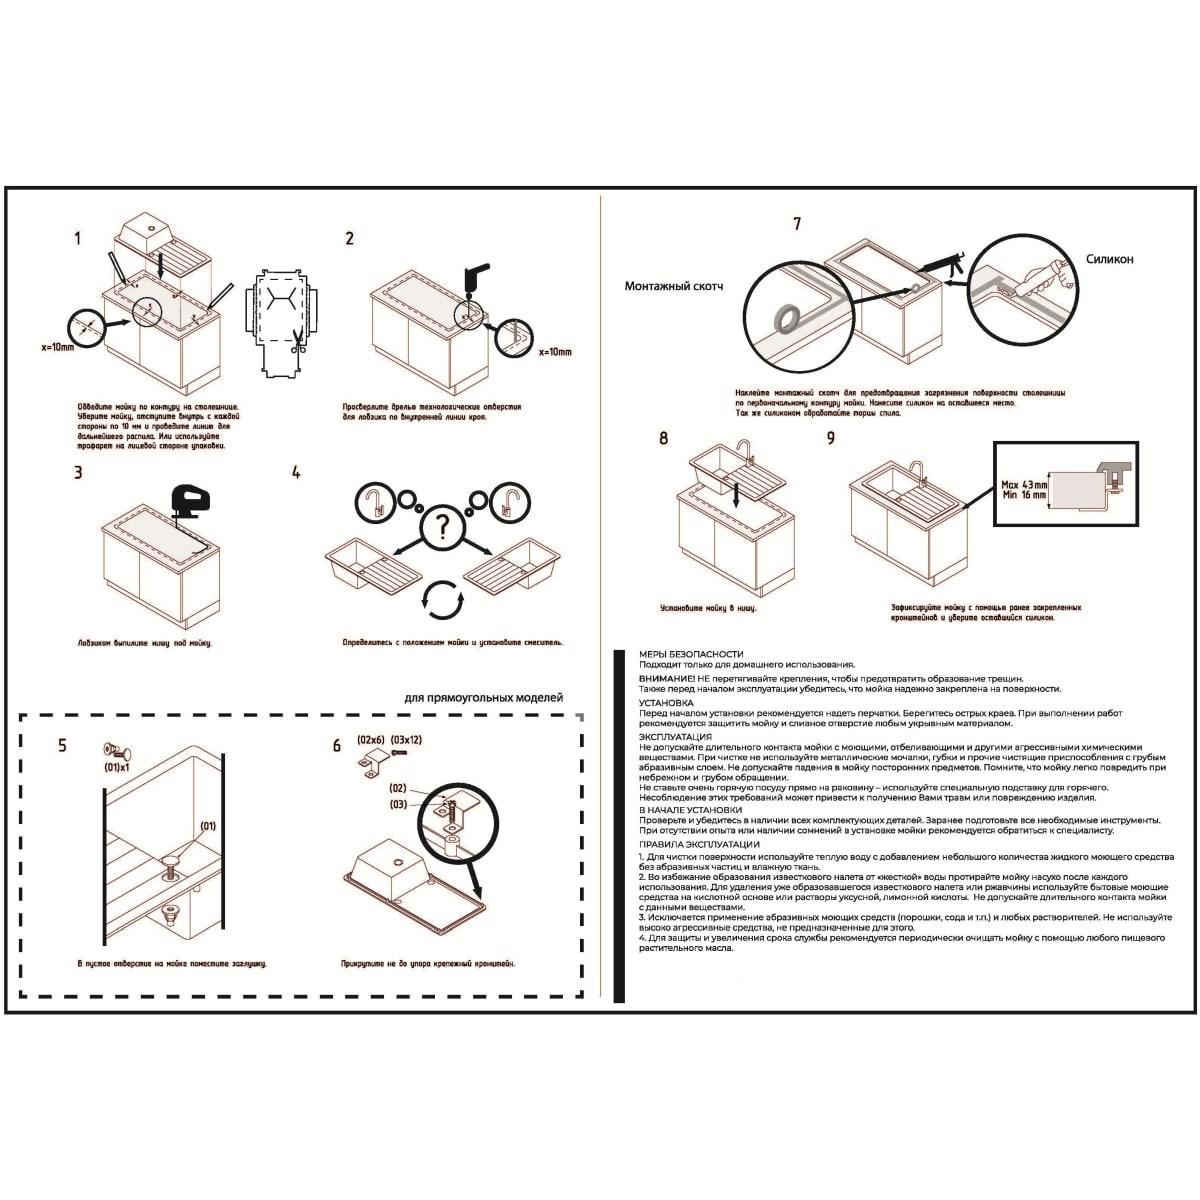 1
x=10mm
Обведите мойку по контуру на столешнице.
Уберите мойку, отступите внутрь с каждой
стороны по 10 мм и проведите линию для
дальнейшего распила. Или используйте
трафарет на лицевой стороне упаковки.
2
x=10mm
Просверлите дрелью технологические отверстия
для лобзика по внутренней линии кроя.
3
Лобзиком выпилите нишу под мойку.
4
?
Определитесь с положением мойки и установите смеситель.
для прямоугольных моделей
5
(01)x1
(01)
В пустое отверстие на мойке поместите заглушку.
6
(02x6) (03x12)
(02)
(03)
Прикрутите не до упора крепежный кронштейн.
7
Монтажный скотч
Силикон
Наклейте монтажный скотч для предотвращения загрязнения поверхности столешницы
по первоначальному контуру мойки. Нанесите силикон на оставшееся место.
Так же силиконом обработайте торцы спила.
8
Установите мойку в нишу.
9
Max 43mm
Min 16 mm
Зафиксируйте мойку с помощью ранее закрепленных
кронштейнов и уберите оставшийся силикон.
МЕРЫ БЕЗОПАСНОСТИ
Подходит только для домашнего использования.
ВНИМАНИЕ! НЕ перетягивайте крепления, чтобы предотвратить образование трещин.
Также перед началом эксплуатации убедитесь, что мойка надежно закреплена на поверхности.
УСТАНОВКА
Перед началом установки рекомендуется надеть перчатки. Берегитесь острых краев. При выполнении работ
рекомендуется защитить мойку и сливное отверстие любым укрывным материалом.
ЭКСПЛУАТАЦИЯ
Не допускайте длительного контакта мойки с моющими, отбеливающими и другими агрессивными химическими
веществами. При чистке не используйте металлические мочалки, губки и прочие чистящие приспособления с грубым
абразивным слоем. Не допускайте падения в мойку посторонних предметов. Помните, что мойку легко повредить при
небрежном и грубом обращении.
Не ставьте очень горячую посуду прямо на раковину – используйте специальную подставку для горячего.
Несоблюдение этих требований может привести к получению Вами травм или повреждению изделия.
В НАЧАЛЕ УСТАНОВКИ
Проверьте и убедитесь в наличии всех комплектующих деталей. Заранее подготовьте все необходимые инструменты.
При отсутствии опыта или наличии сомнений в установке мойки рекомендуется обратиться к специалисту.
ПРАВИЛА ЭКСПЛУАТАЦИИ
1. Для чистки поверхности используйте теплую воду с добавлением небольшого количества жидкого моющего средства
без абразивных частиц и влажную ткань.
2. Во избежание образования известкового налета от «жесткой» воды протирайте мойку насухо после каждого
использования. Для удаления уже образовавшегося известкового налета или ржавчины используйте бытовые моющие
средства на кислотной основе или растворы уксусной, лимонной кислоты. Не допускайте длительного контакта мойки
с данными веществами.
3. Исключается применение абразивных моющих средств (порошки, сода и т.п.) и любых растворителей. Не используйте
высоко агрессивные средства, не предназначенные для этого.
4. Для защиты и увеличения срока службы рекомендуется периодически очищать мойку с помощью любого пищевого
растительного масла.